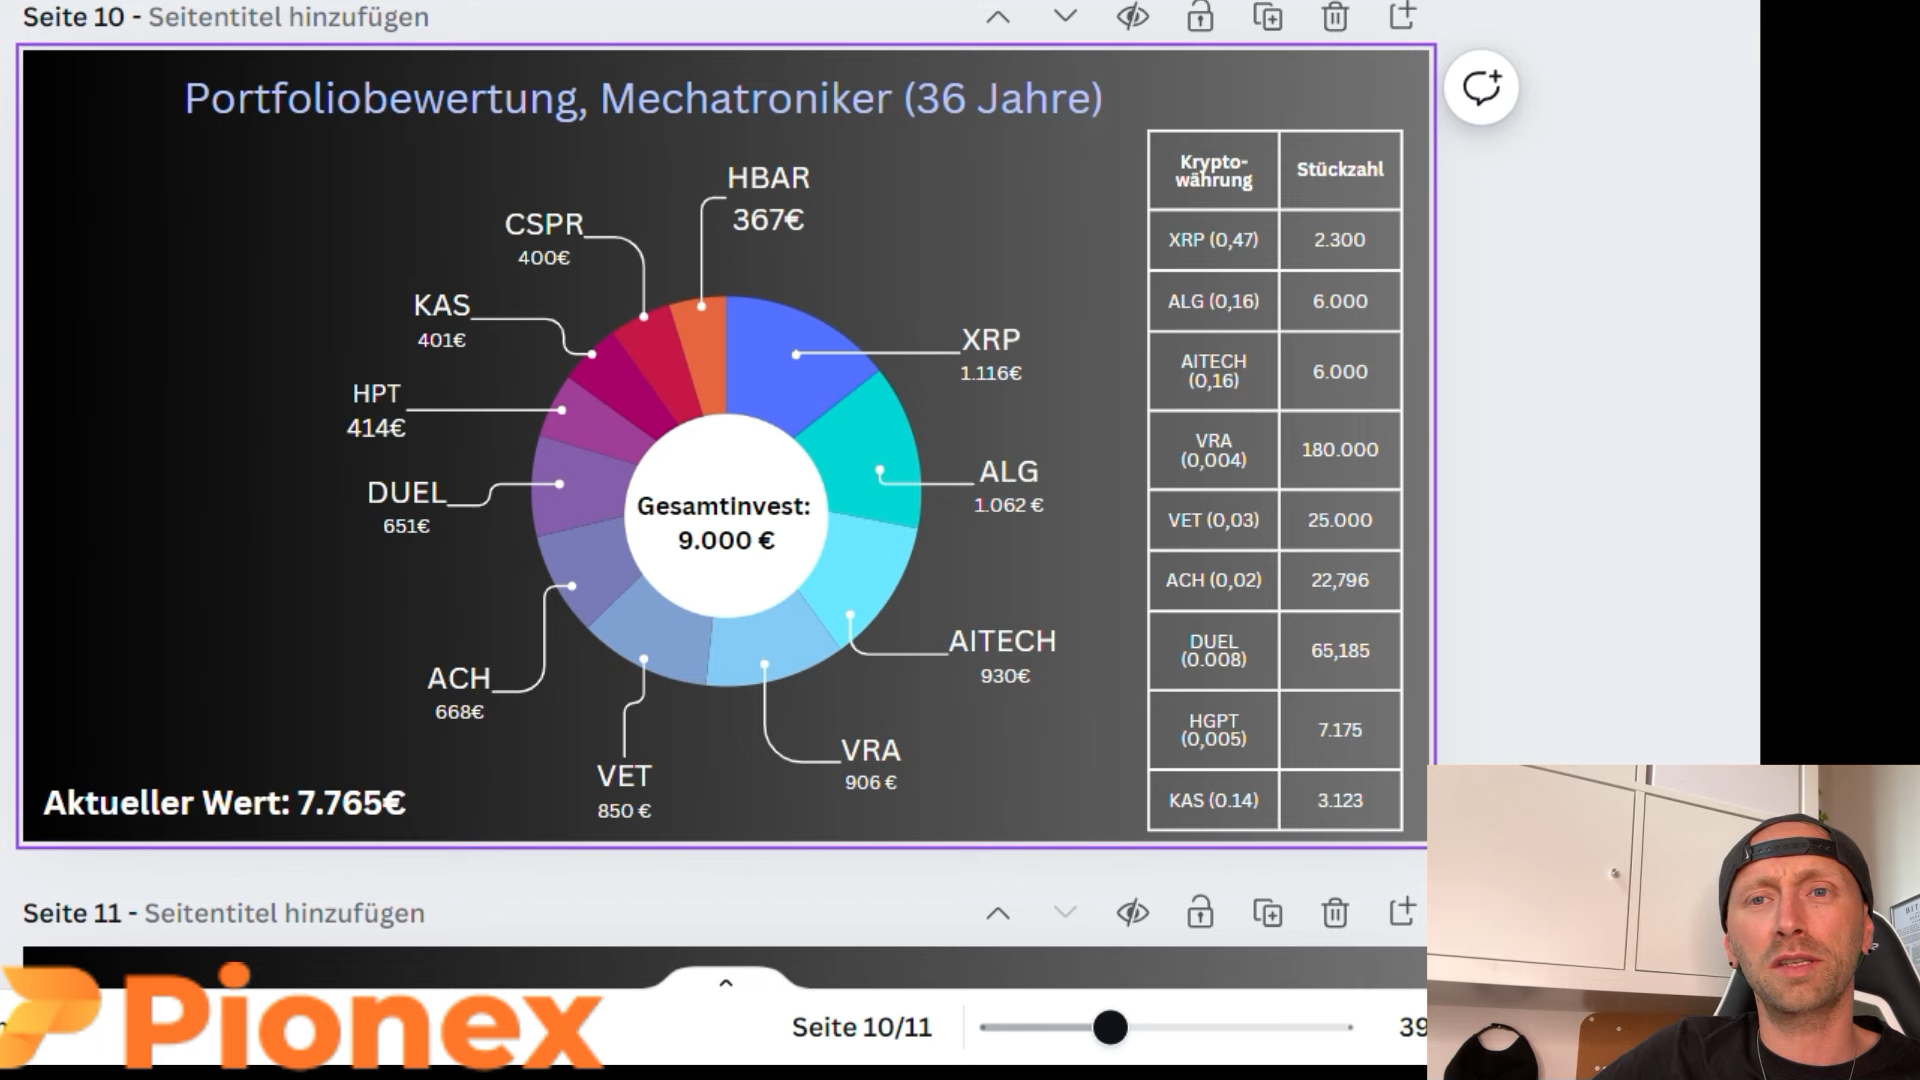 Seite 10 - Seitentitel hinzufügen
Portfoliobewertung, Mechatroniker (36 Jahre)
HBAR
367€
CSPR
400€
KAS
401€
HPT
414€
DUEL
651€
ACH
668€
VET
850 €
VRA
906 €
AITECH
930€
ALG
1.062 €
XRP
1.116€
Gesamtinvest:
9.000 €
Aktueller Wert: 7.765€
Krypto-
währung
Stückzahl
XRP (0,47)
2.300
ALG (0,16)
6.000
AITECH
(0,16)
6.000
VRA
(0,004)
180.000
VET (0,03)
25.000
ACH (0,02)
22,796
DUEL
(0.008)
65,185
HGPT
(0,005)
7.175
KAS (0.14)
3.123
Seite 11 - Seitentitel hinzufügen
Pionex
Seite 10/11
39